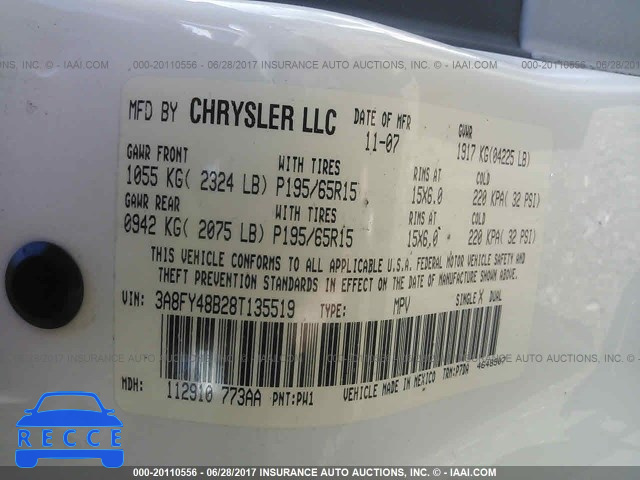 000-20110556 - 06/28/2017 INSURANCE AUTO AUCTIONS, INC. - © IAAI.COM
MFD BY CHRYSLER LLC DATE OF MFR GVWR
11-07 1917 KG(04225 LB)
GAWR FRONT WITH TIRES RIMS AT COLD
1055 KG( 2324 LB) P195/65R15 15X6.0 220 KPA( 32 PSI)
GAWR REAR WITH TIRES RIMS AT COLD
0942 KG( 2075 LB) P195/65R15 15X6.0 220 KPA( 32 PSI)
THIS VEHICLE CONFORMS TO ALL APPLICABLE U.S.A. FEDERAL MOTOR VEHICLE SAFETY AND
THEFT PREVENTION STANDARDS IN EFFECT ON THE DATE OF MANUFACTURE SHOWN ABOVE.
VIN: 3A8FY48B28T135519 TYPE: MPV SINGLE X DUAL
MDH: 112910 773AA PNT:PW1 VEHICLE MADE IN MEXICO TRM:P7DA
RECCE
000-20110556 - 06/28/2017 INSURANCE AUTO AUCTIONS, INC. - © IAAI.COM